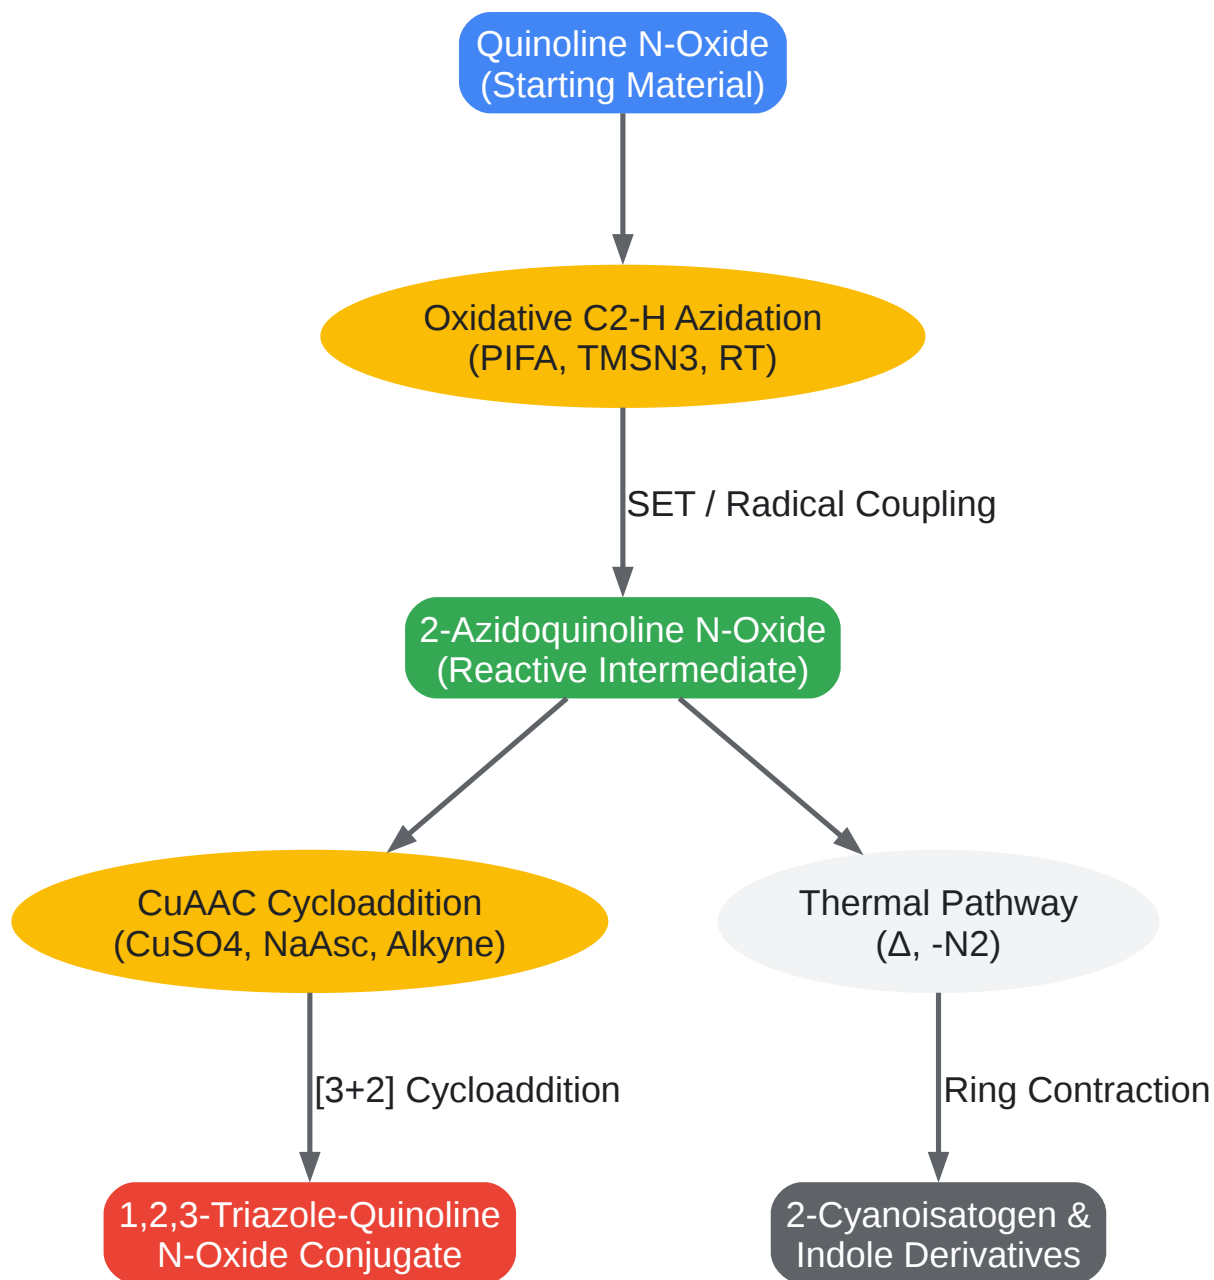 Quinoline N-Oxide
(Starting Material)
Oxidative C2-H Azidation
(PIFA, TMSN3, RT)
SET / Radical Coupling
2-Azidoquinoline N-Oxide
(Reactive Intermediate)
CuAAC Cycloaddition
(CuSO4, NaAsc, Alkyne)
Thermal Pathway
(Δ, -N2)
[3+2] Cycloaddition
Ring Contraction
1,2,3-Triazole-Quinoline
N-Oxide Conjugate
2-Cyanoisatogen &
Indole Derivatives